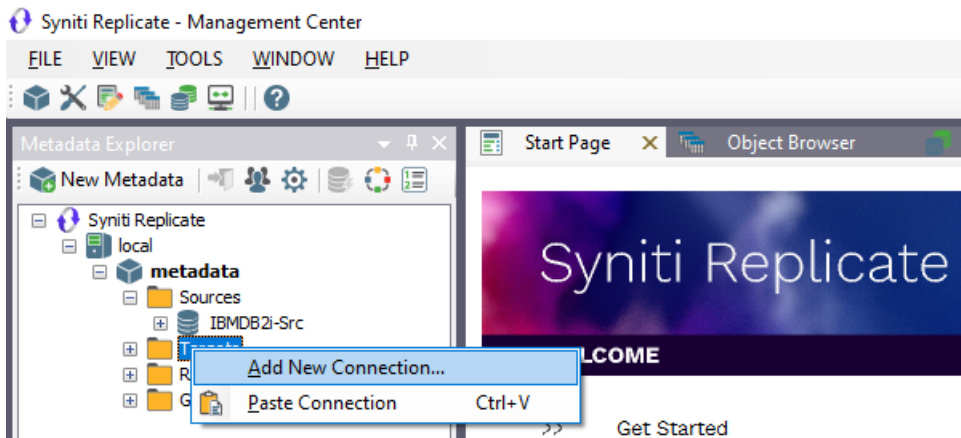 Syniti Replicate - Management Center
FILE VIEW TOOLS WINDOW HELP
Metadata Explorer
Start Page Object Browser
New Metadata
Syniti Replicate
local
metadata
Sources
IBMDB2i-Src
Add New Connection...
R
G Paste Connection Ctrl+V
Syniti Replicate
LCOME
>> Get Started